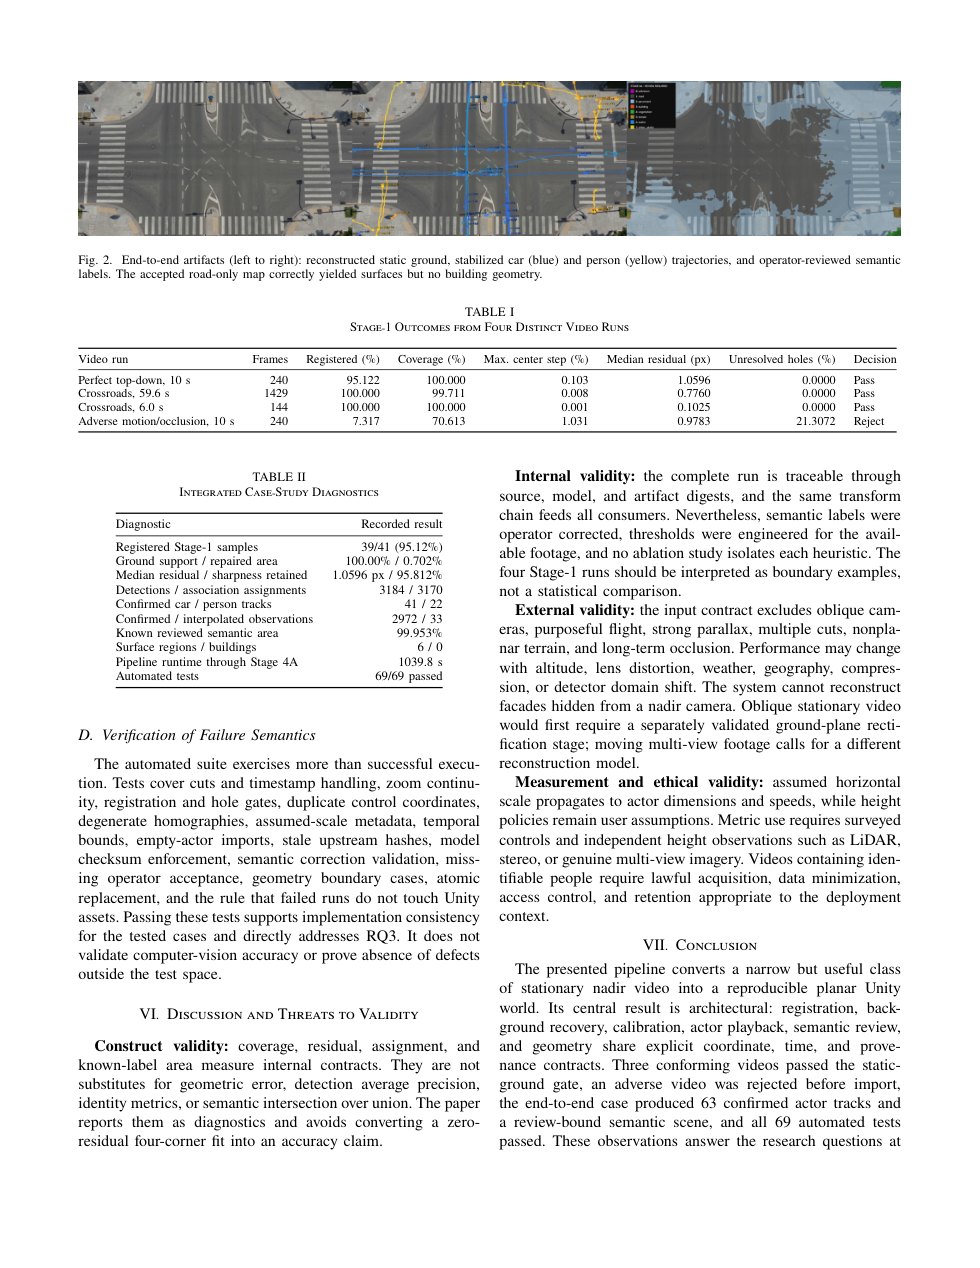 Fig. 2. End-to-end artifacts (left to right): reconstructed static ground, stabilized car (blue) and person (yellow) trajectories, and operator-reviewed semantic
labels. The accepted road-only map correctly yielded surfaces but no building geometry.
TABLE I
Stage-1 Outcomes from Four Distinct Video Runs
Video run Frames Registered (%) Coverage (%) Max. center step (%) Median residual (px) Unresolved holes (%) Decision
Perfect top-down, 10 s 240 95.122 100.000 0.103 1.0596 0.0000 Pass
Crossroads, 59.6 s 1429 100.000 99.711 0.008 0.7760 0.0000 Pass
Crossroads, 6.0 s 144 100.000 100.000 0.001 0.1025 0.0000 Pass
Adverse motion/occlusion, 10 s 240 7.317 70.613 1.031 0.9783 21.3072 Reject
TABLE II
Integrated Case-Study Diagnostics
Diagnostic Recorded result
Registered Stage-1 samples 39/41 (95.12%)
Ground support / repaired area 100.00% / 0.702%
Median residual / sharpness retained 1.0596 px / 95.812%
Detections / association assignments 3184 / 3170
Confirmed car / person tracks 41 / 22
Confirmed / interpolated observations 2972 / 33
Known reviewed semantic area 99.953%
Surface regions / buildings 6 / 0
Pipeline runtime through Stage 4A 1039.8 s
Automated tests 69/69 passed
D. Verification of Failure Semantics
The automated suite exercises more than successful execu-
tion. Tests cover cuts and timestamp handling, zoom continu-
ity, registration and hole gates, duplicate control coordinates,
degenerate homographies, assumed-scale metadata, temporal
bounds, empty-actor imports, stale upstream hashes, model
checksum enforcement, semantic correction validation, miss-
ing operator acceptance, geometry boundary cases, atomic
replacement, and the rule that failed runs do not touch Unity
assets. Passing these tests supports implementation consistency
for the tested cases and directly addresses RQ3. It does not
validate computer-vision accuracy or prove absence of defects
outside the test space.
VI. Discussion and Threats to Validity
Construct validity: coverage, residual, assignment, and
known-label area measure internal contracts. They are not
substitutes for geometric error, detection average precision,
identity metrics, or semantic intersection over union. The paper
reports them as diagnostics and avoids converting a zero-
residual four-corner fit into an accuracy claim.
Internal validity: the complete run is traceable through
source, model, and artifact digests, and the same transform
chain feeds all consumers. Nevertheless, semantic labels were
operator corrected, thresholds were engineered for the avail-
able footage, and no ablation study isolates each heuristic. The
four Stage-1 runs should be interpreted as boundary examples,
not a statistical comparison.
External validity: the input contract excludes oblique cam-
eras, purposeful flight, strong parallax, multiple cuts, nonpla-
nar terrain, and long-term occlusion. Performance may change
with altitude, lens distortion, weather, geography, compres-
sion, or detector domain shift. The system cannot reconstruct
facades hidden from a nadir camera. Oblique stationary video
would first require a separately validated ground-plane recti-
fication stage; moving multi-view footage calls for a different
reconstruction model.
Measurement and ethical validity: assumed horizontal
scale propagates to actor dimensions and speeds, while height
policies remain user assumptions. Metric use requires surveyed
controls and independent height observations such as LiDAR,
stereo, or genuine multi-view imagery. Videos containing iden-
tifiable people require lawful acquisition, data minimization,
access control, and retention appropriate to the deployment
context.
VII. Conclusion
The presented pipeline converts a narrow but useful class
of stationary nadir video into a reproducible planar Unity
world. Its central result is architectural: registration, back-
ground recovery, calibration, actor playback, semantic review,
and geometry share explicit coordinate, time, and prove-
nance contracts. Three conforming videos passed the static-
ground gate, an adverse video was rejected before import,
the end-to-end case produced 63 confirmed actor tracks and
a review-bound semantic scene, and all 69 automated tests
passed. These observations answer the research questions at